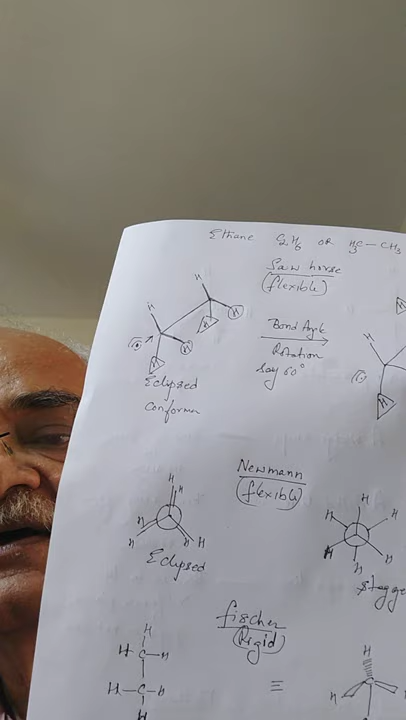 Ethane C2H6 OR H3C—CH3
Saw horse
(flexible)
H
H
H
H
H
H
Bond Angle
Rotation
say 60°
Eclipsed
conformer
H
H
Newmann
(flexible)
H
H
H
H
Eclipsed
H
H
H
H
H
H
Stagge
fischer
(Rigid)
H
H—C—H
H—C—H
H
≡
H
C
H
H